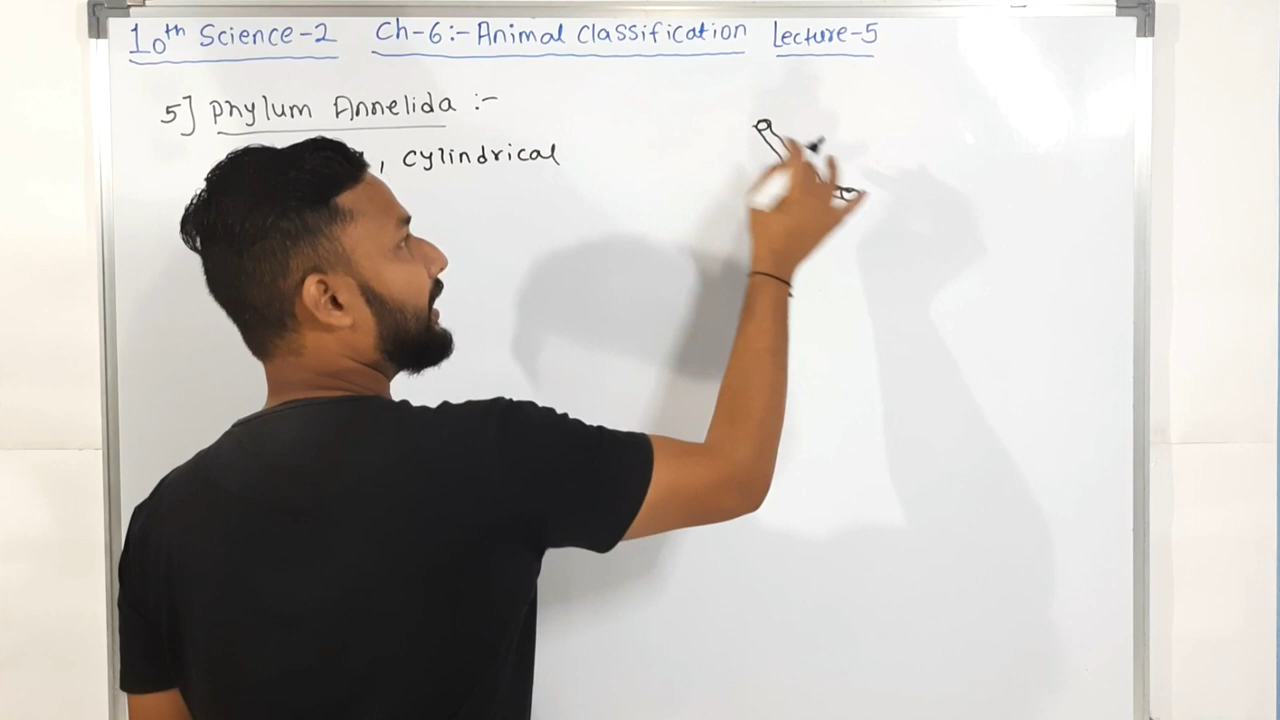 10th Science-2 Ch-6:- Animal Classification Lecture-5
5] Phylum Annelida :-
, cylindrical